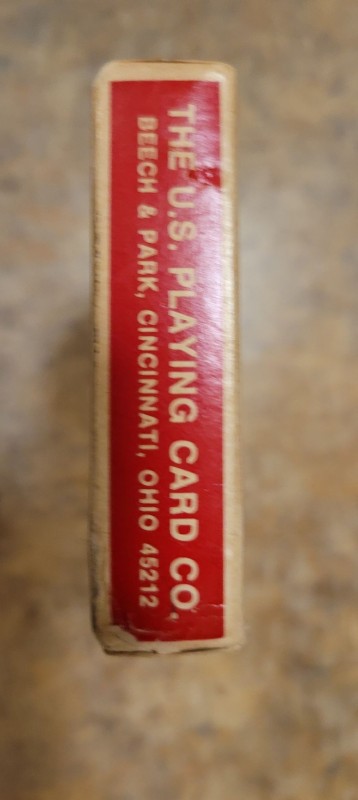 THE U.S. PLAYING CARD CO.
BEECH & PARK, CINCINNATI, OHIO 45212